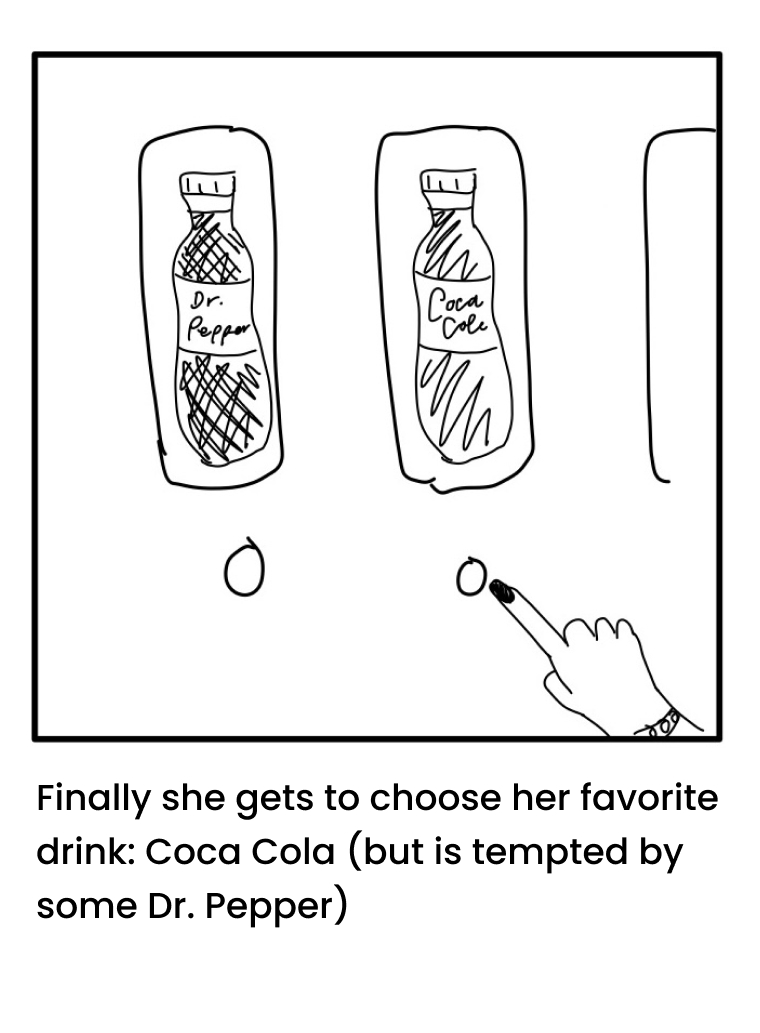 Dr.
Pepper
Coca
Cola
Finally she gets to choose her favorite
drink: Coca Cola (but is tempted by
some Dr. Pepper)